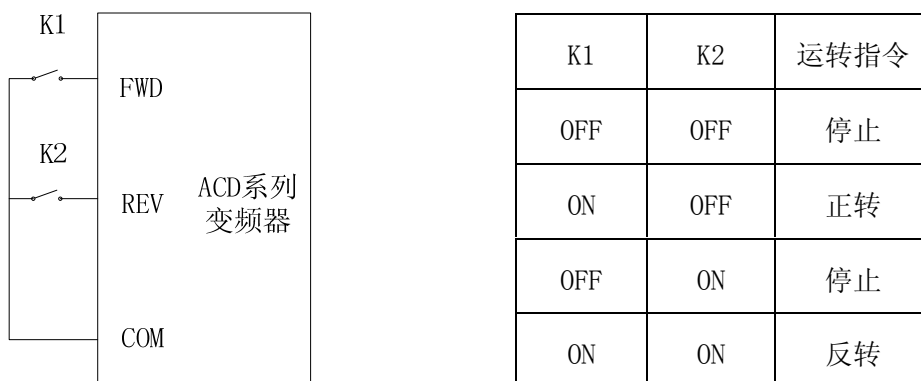 K1
FWD
K2
REV
ACD系列
变频器
COM
K1 K2 运转指令
OFF OFF 停止
ON OFF 正转
OFF ON 停止
ON ON 反转